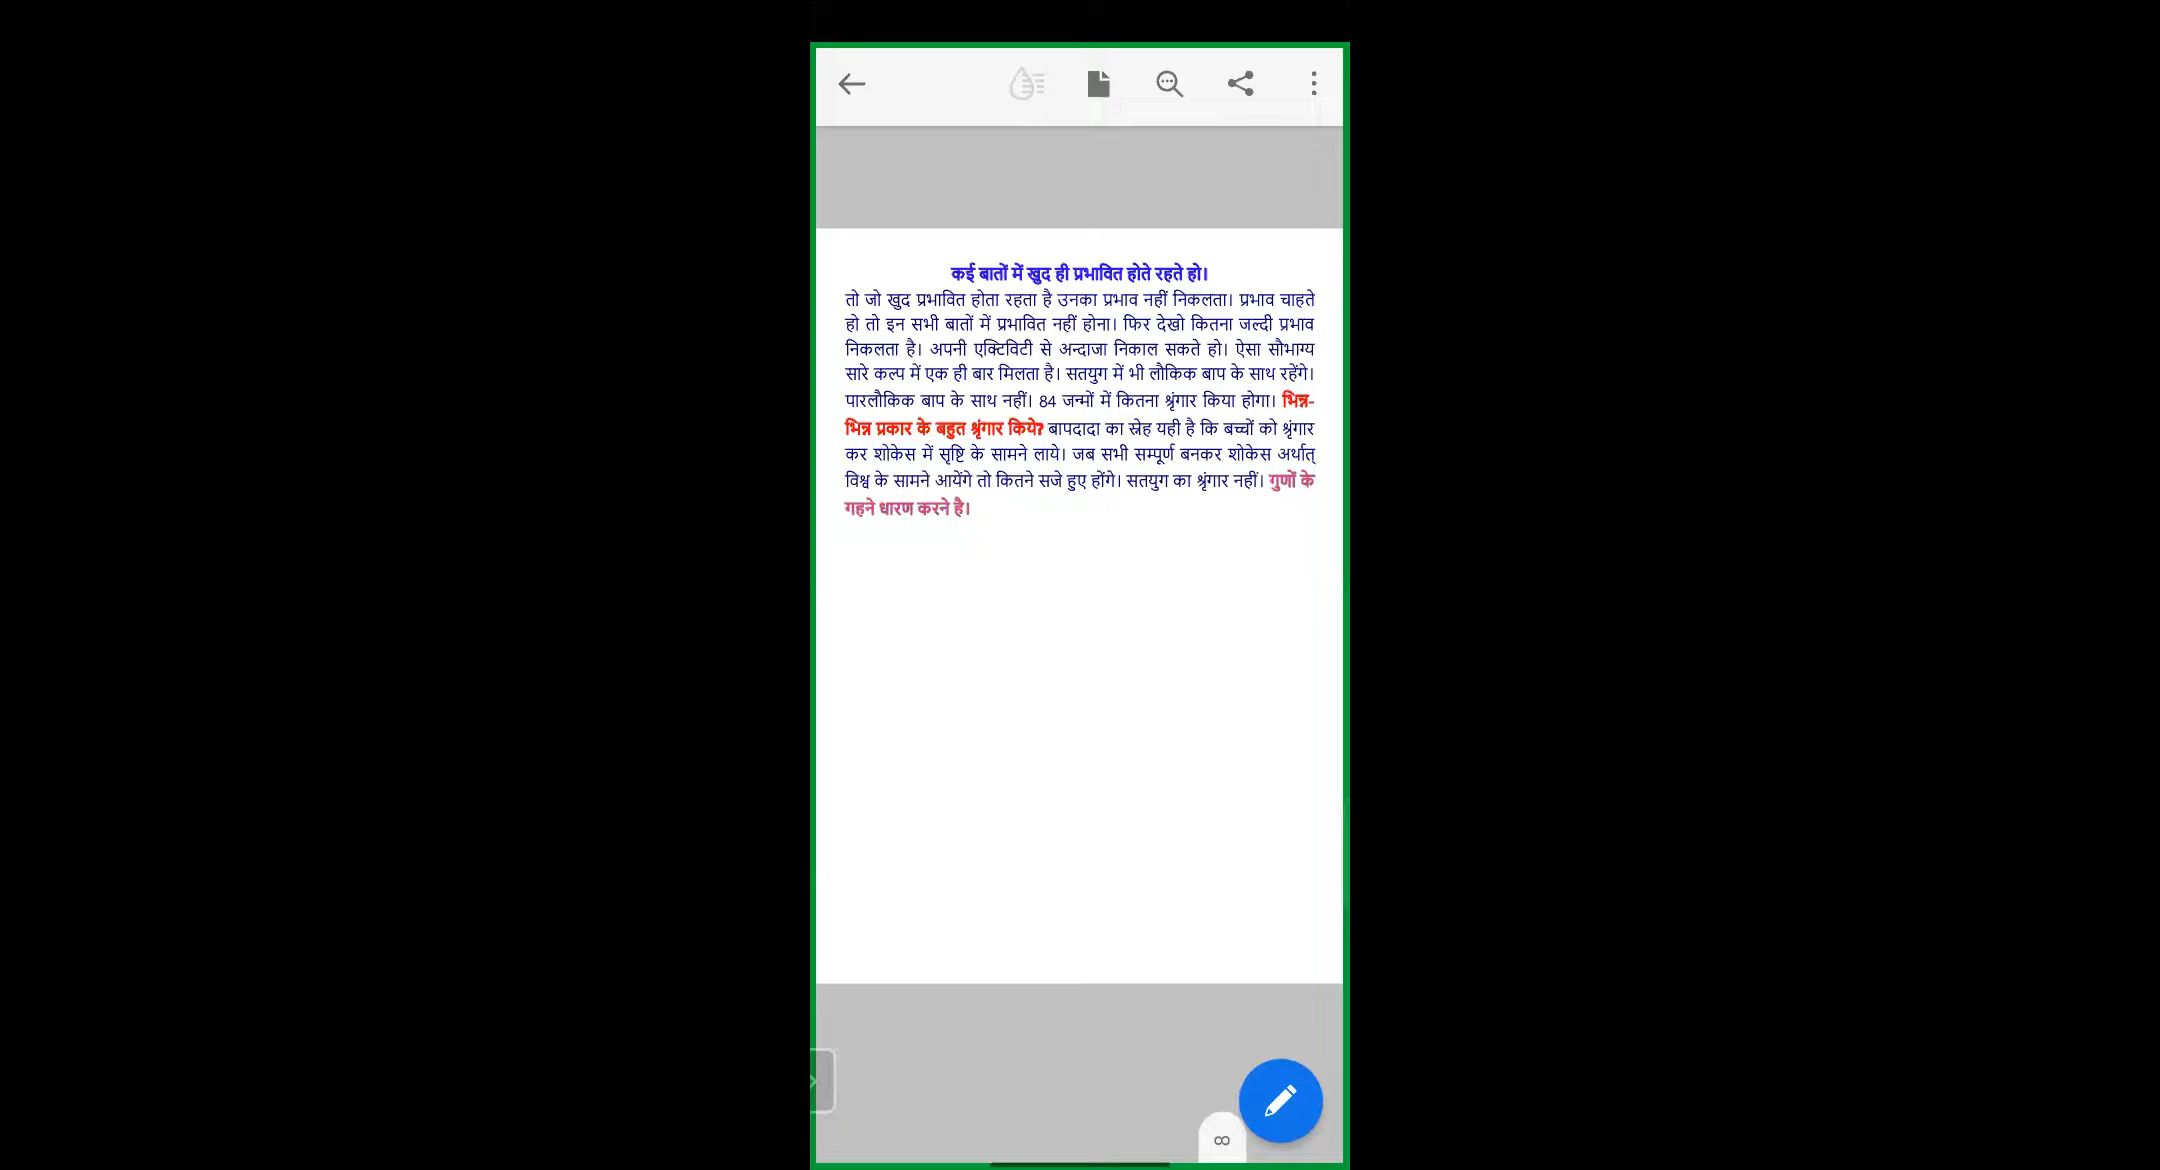 कई बातों में खुद ही प्रभावित होते रहते हो।
तो जो खुद प्रभावित होता रहता है उनका प्रभाव नहीं निकलता। प्रभाव चाहते
हो तो इन सभी बातों में प्रभावित नहीं होना। फिर देखो कितना जल्दी प्रभाव
निकलता है। अपनी एक्टिविटी से अन्दाजा निकाल सकते हो। ऐसा सौभाग्य
सारे कल्प में एक ही बार मिलता है। सतयुग में भी लौकिक बाप के साथ रहेंगे।
पारलौकिक बाप के साथ नहीं। 84 जन्मों में कितना श्रृंगार किया होगा। भिन्न-
भिन्न प्रकार के बहुत श्रृंगार किये? बापदादा का स्नेह यही है कि बच्चों को श्रृंगार
कर शोकेस में सृष्टि के सामने लाये। जब सभी सम्पूर्ण बनकर शोकेस अर्थात्
विश्व के सामने आयेंगे तो कितने सजे हुए होंगे। सतयुग का श्रृंगार नहीं। गुणों के
गहने धारण करने है।
8